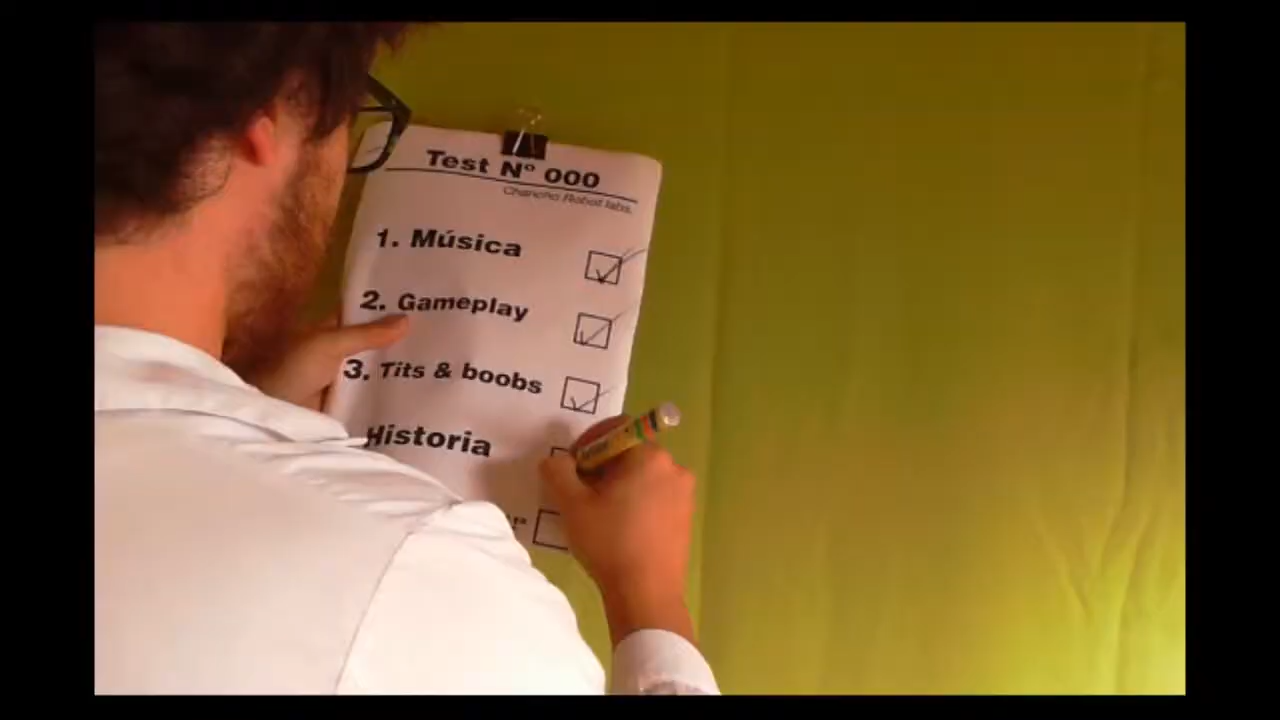 Test Nº 000
Chancho Robot labs.
1. Música
2. Gameplay
3. Tits & boobs
Historia